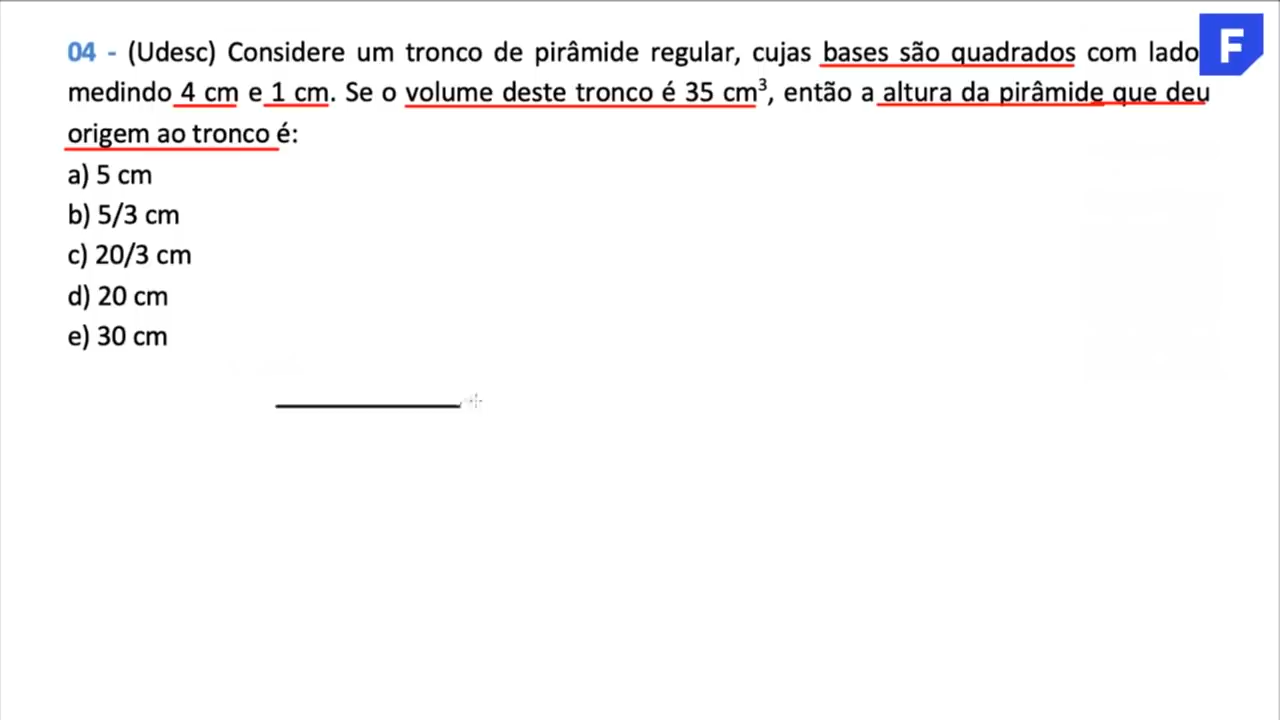 04 - (Udesc) Considere um tronco de pirâmide regular, cujas bases são quadrados com lado
F
medindo 4 cm e 1 cm. Se o volume deste tronco é 35 cm³, então a altura da pirâmide que deu
origem ao tronco é:
a) 5 cm
b) 5/3 cm
c) 20/3 cm
d) 20 cm
e) 30 cm